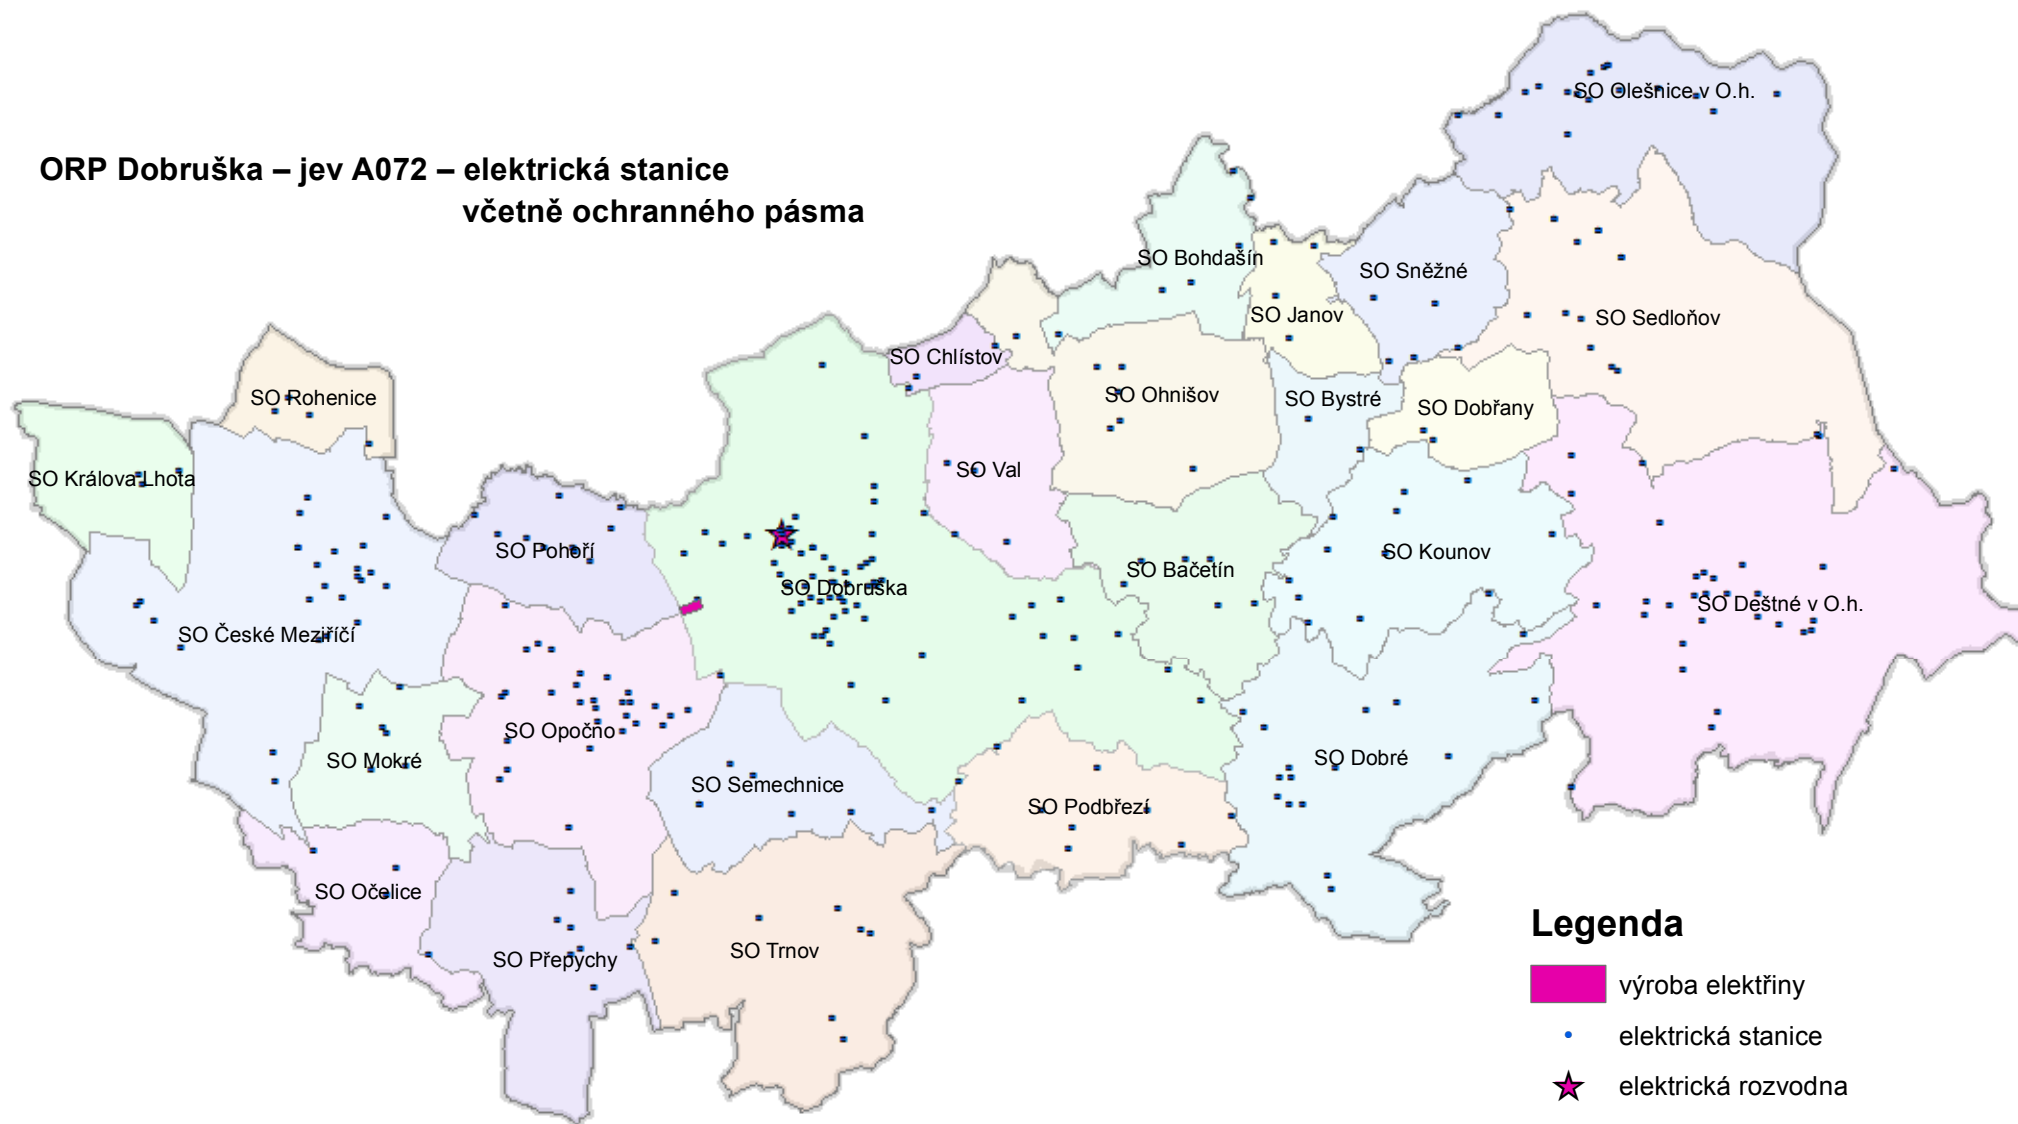 ORP Dobruška – jev A072 – elektrická stanice
včetně ochranného pásma
SO Olešnice v O.h.
SO Bohdašín
SO Sněžné
SO Janov
SO Sedloňov
SO Chlístov
SO Rohenice
SO Ohnišov
SO Bystré
SO Dobřany
SO Králova Lhota
SO Val
SO Pohoří
SO Kounov
SO Bačetín
SO Dobruška
SO Deštné v O.h.
SO České Meziříčí
SO Opočno
SO Mokré
SO Dobré
SO Semechnice
SO Podbřezí
SO Očelice
SO Trnov
SO Přepychy
Legenda
výroba elektřiny
elektrická stanice
elektrická rozvodna